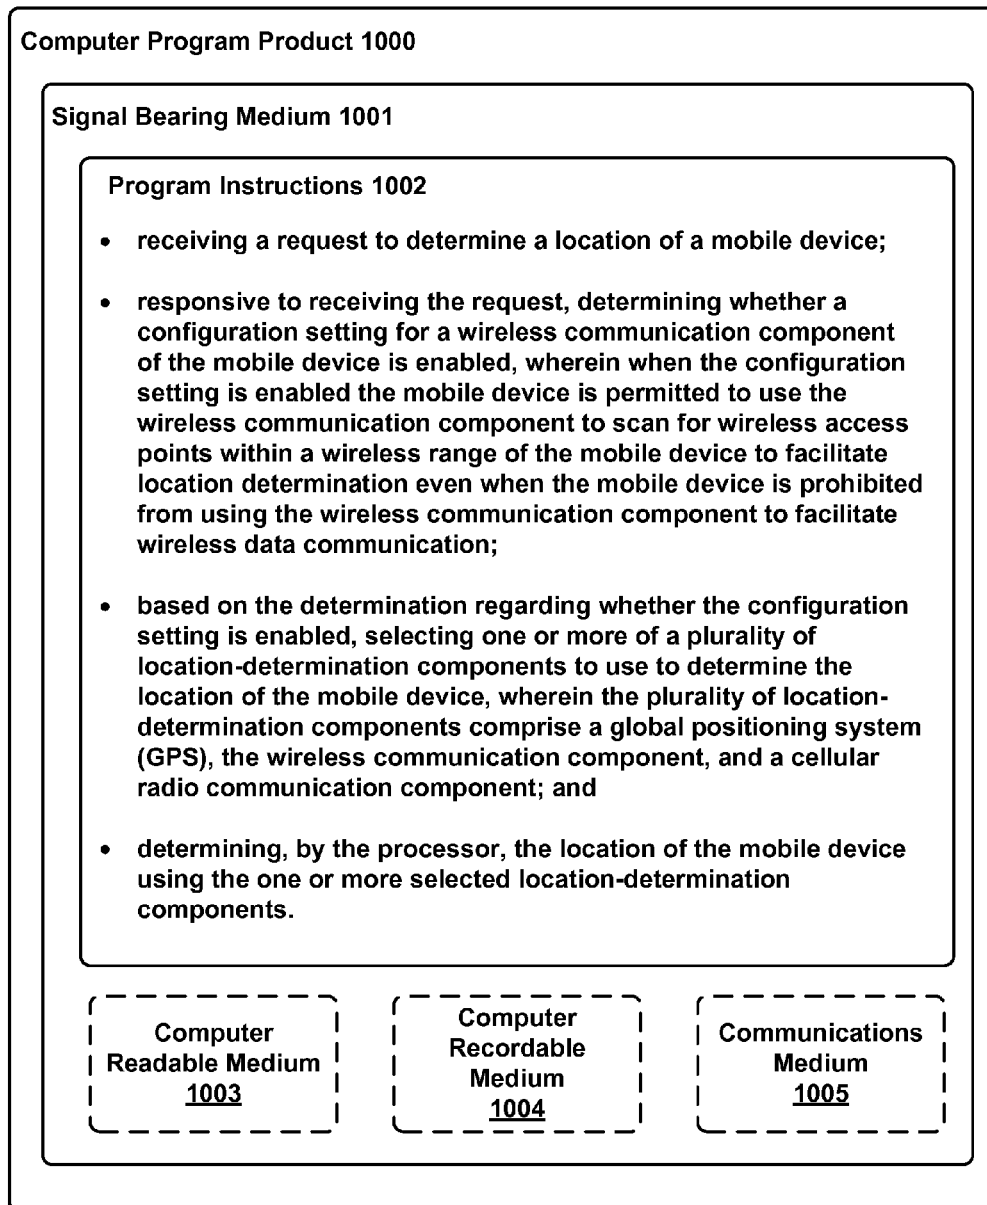 Computer Program Product 1000
Signal Bearing Medium 1001
Program Instructions 1002
• receiving a request to determine a location of a mobile device;
• responsive to receiving the request, determining whether a
configuration setting for a wireless communication component
of the mobile device is enabled, wherein when the configuration
setting is enabled the mobile device is permitted to use the
wireless communication component to scan for wireless access
points within a wireless range of the mobile device to facilitate
location determination even when the mobile device is prohibited
from using the wireless communication component to facilitate
wireless data communication;
• based on the determination regarding whether the configuration
setting is enabled, selecting one or more of a plurality of
location-determination components to use to determine the
location of the mobile device, wherein the plurality of location-
determination components comprise a global positioning system
(GPS), the wireless communication component, and a cellular
radio communication component; and
• determining, by the processor, the location of the mobile device
using the one or more selected location-determination
components.
Computer
Readable Medium
1003
Computer
Recordable
Medium
1004
Communications
Medium
1005